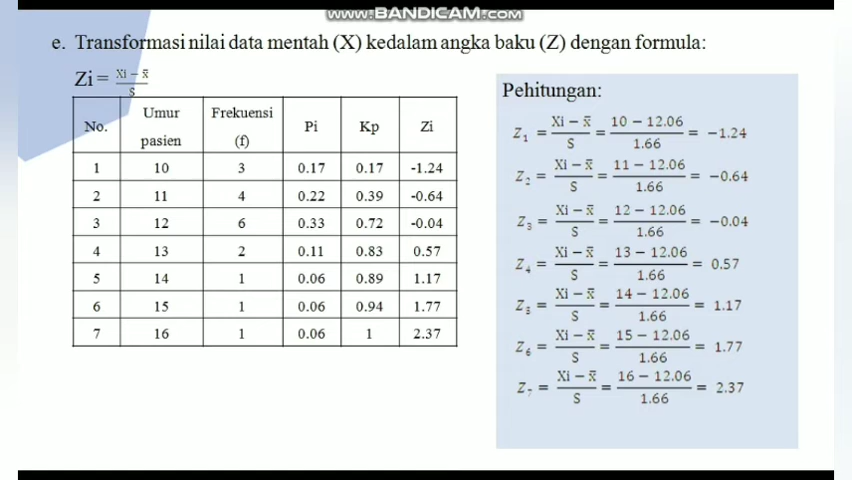 WWW.BANDICAM.COM
e. Transformasi nilai data mentah (X) kedalam angka baku (Z) dengan formula:
Zi = Xi − x̄ / S
No. Umur pasien Frekuensi (f) Pi Kp Zi
1 10 3 0.17 0.17 -1.24
2 11 4 0.22 0.39 -0.64
3 12 6 0.33 0.72 -0.04
4 13 2 0.11 0.83 0.57
5 14 1 0.06 0.89 1.17
6 15 1 0.06 0.94 1.77
7 16 1 0.06 1 2.37
Pehitungan:
Z₁ = Xi − x̄ / S = 10 − 12.06 / 1.66 = −1.24
Z₂ = Xi − x̄ / S = 11 − 12.06 / 1.66 = −0.64
Z₃ = Xi − x̄ / S = 12 − 12.06 / 1.66 = −0.04
Z₄ = Xi − x̄ / S = 13 − 12.06 / 1.66 = 0.57
Z₅ = Xi − x̄ / S = 14 − 12.06 / 1.66 = 1.17
Z₆ = Xi − x̄ / S = 15 − 12.06 / 1.66 = 1.77
Z₇ = Xi − x̄ / S = 16 − 12.06 / 1.66 = 2.37